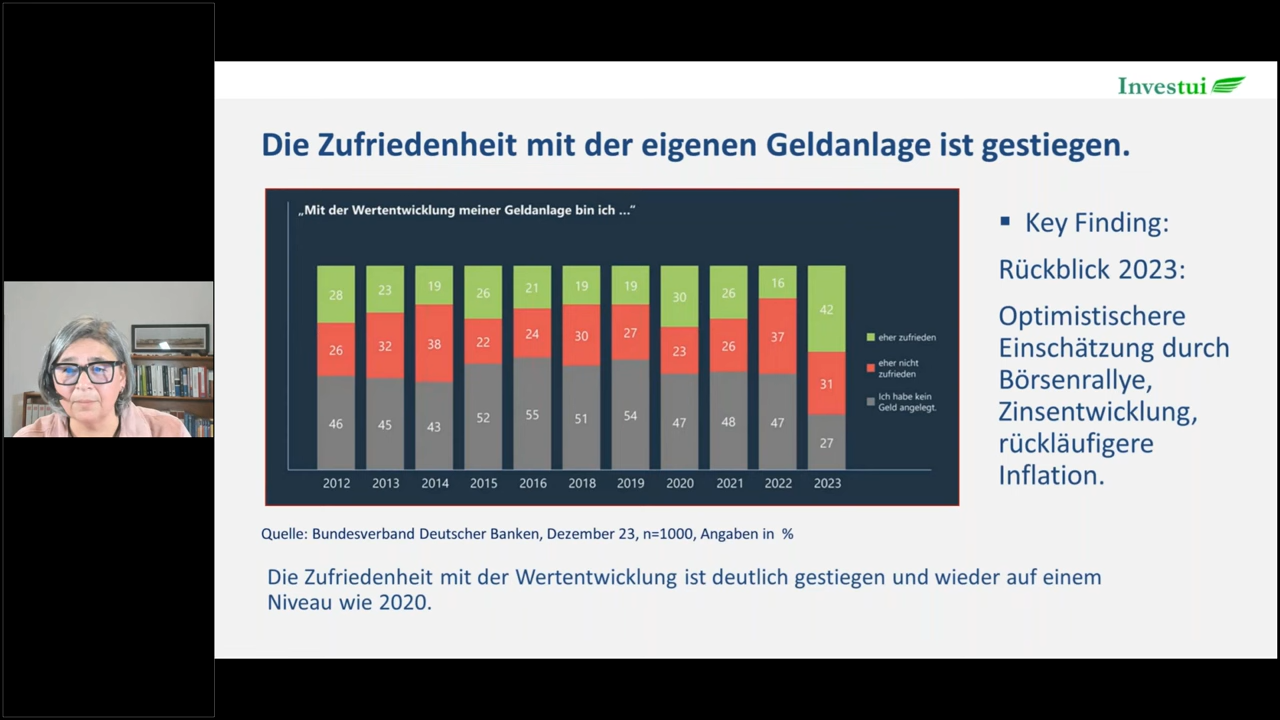 Investui
Die Zufriedenheit mit der eigenen Geldanlage ist gestiegen.
„Mit der Wertentwicklung meiner Geldanlage bin ich ...“
28 23 19 26 21 19 19 30 26 16 42
26 32 38 22 24 30 27 23 26 37 31
46 45 43 52 55 51 54 47 48 47 27
2012 2013 2014 2015 2016 2018 2019 2020 2021 2022 2023
eher zufrieden
eher nicht
zufrieden
Ich habe kein
Geld angelegt.
▪ Key Finding:
Rückblick 2023:
Optimistischere
Einschätzung durch
Börsenrallye,
Zinsentwicklung,
rückläufigere
Inflation.
Quelle: Bundesverband Deutscher Banken, Dezember 23, n=1000, Angaben in %
Die Zufriedenheit mit der Wertentwicklung ist deutlich gestiegen und wieder auf einem
Niveau wie 2020.